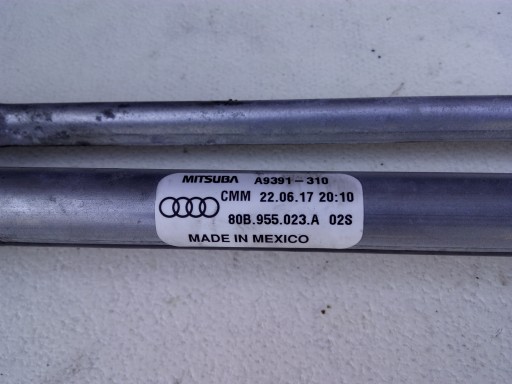 MITSUBA A9391-310
CMM 22.06.17 20:10
80B.955.023.A 02S
MADE IN MEXICO